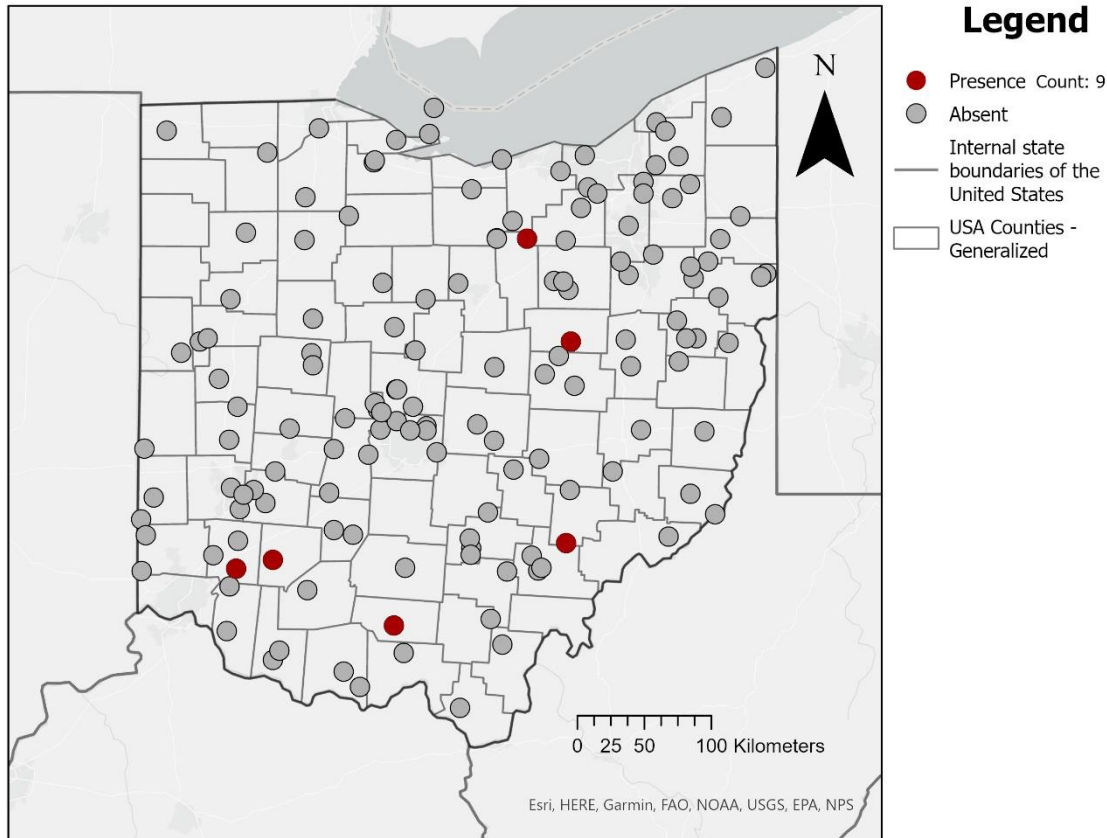 Legend
N
Presence Count: 9
Absent
Internal state
boundaries of the
United States
USA Counties -
Generalized
0 25 50 100 Kilometers
Esri, HERE, Garmin, FAO, NOAA, USGS, EPA, NPS